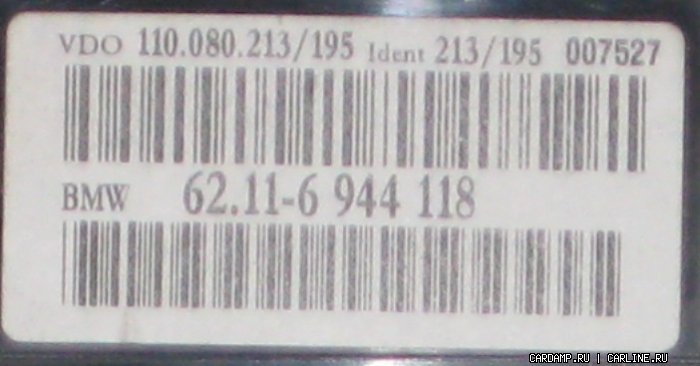 VDO 110.080.213/195 Ident 213/195 007527
BMW 62.11-6 944 118
CARDAMP.RU | CARLINE.RU